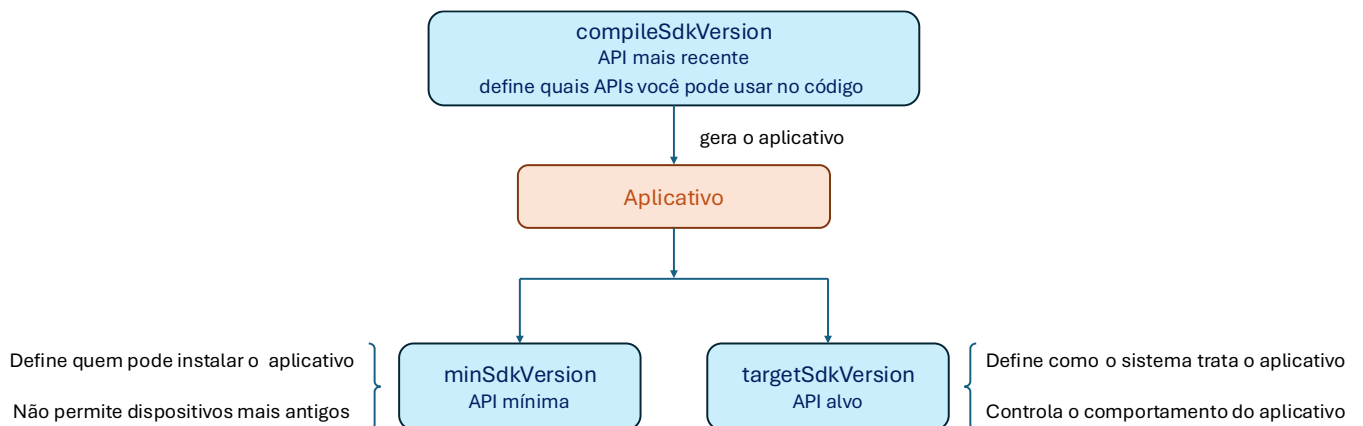 compileSdkVersion
API mais recente
define quais APIs você pode usar no código
gera o aplicativo
Aplicativo
Define quem pode instalar o  aplicativo
Não permite dispositivos mais antigos
minSdkVersion
API mínima
targetSdkVersion
API alvo
Define como o sistema trata o aplicativo
Controla o comportamento do aplicativo